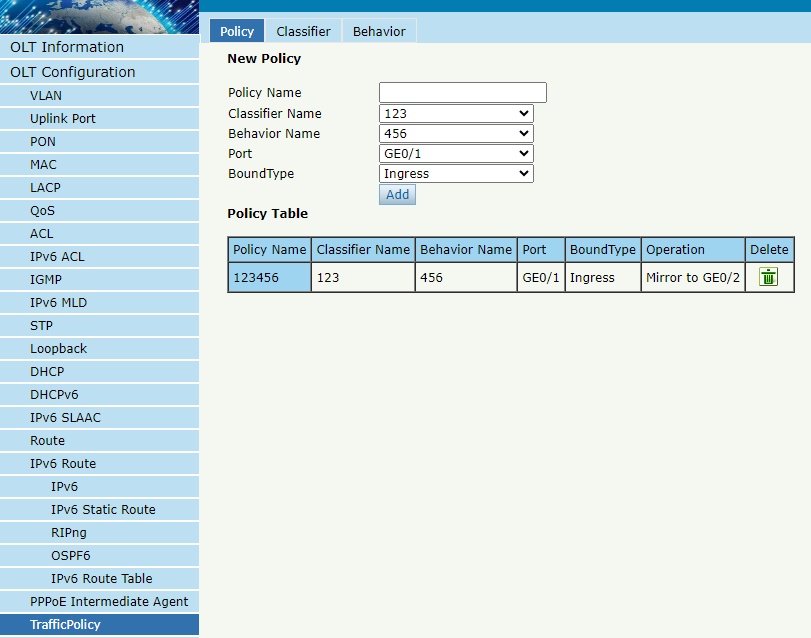 OLT Information
OLT Configuration
VLAN
Uplink Port
PON
MAC
LACP
QoS
ACL
IPv6 ACL
IGMP
IPv6 MLD
STP
Loopback
DHCP
DHCPv6
IPv6 SLAAC
Route
IPv6 Route
IPv6
IPv6 Static Route
RIPng
OSPF6
IPv6 Route Table
PPPoE Intermediate Agent
TrafficPolicy
Policy Classifier Behavior
New Policy
Policy Name
Classifier Name 123
Behavior Name 456
Port GE0/1
BoundType Ingress
Add
Policy Table
Policy Name Classifier Name Behavior Name Port BoundType Operation Delete
123456 123 456 GE0/1 Ingress Mirror to GE0/2